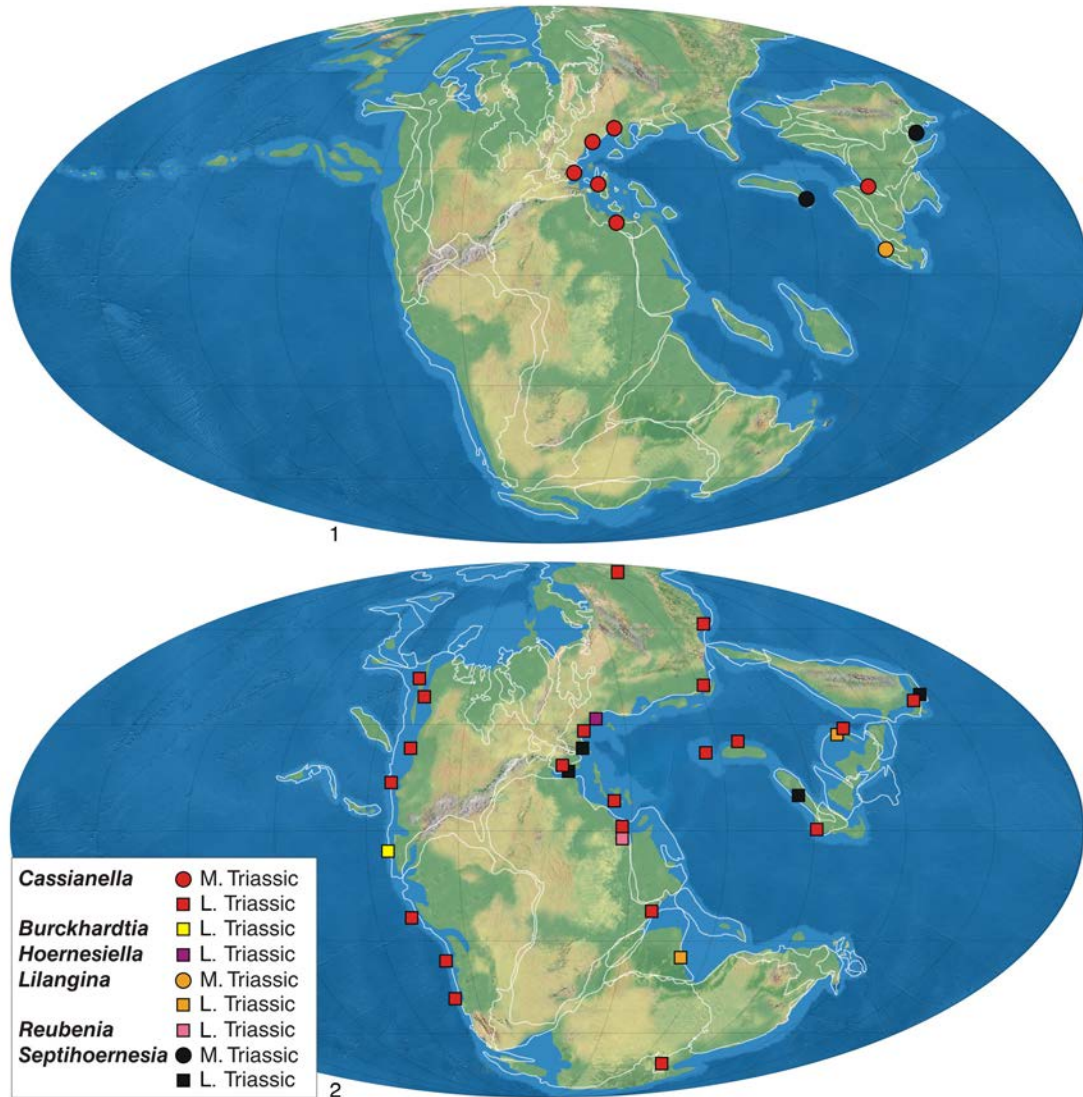 1
Cassianella M. Triassic
L. Triassic
Burckhardtia L. Triassic
Hoernesiella L. Triassic
Lilangina M. Triassic
L. Triassic
Reubenia L. Triassic
Septihoernesia M. Triassic
L. Triassic
2